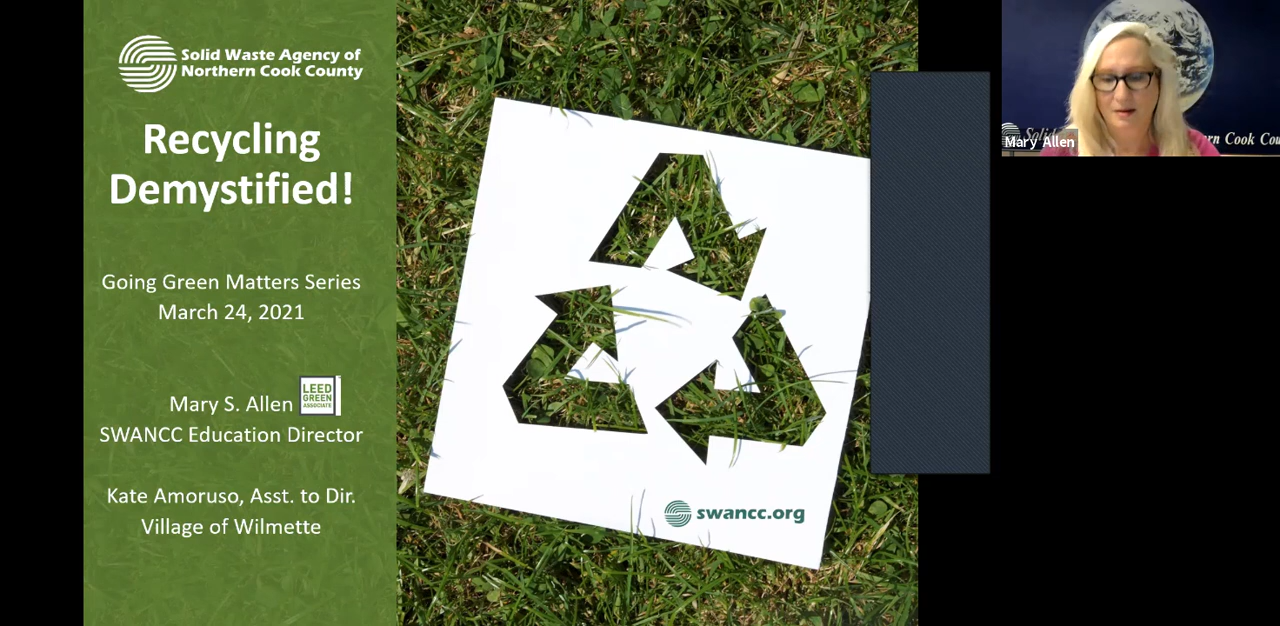 Solid Waste Agency of
Northern Cook County
Recycling
Demystified!
Going Green Matters Series
March 24, 2021
Mary S. Allen
LEED
GREEN
ASSOCIATE
SWANCC Education Director
Kate Amoruso, Asst. to Dir.
Village of Wilmette
swancc.org
Solid
rn Cook Cou
Mary Allen